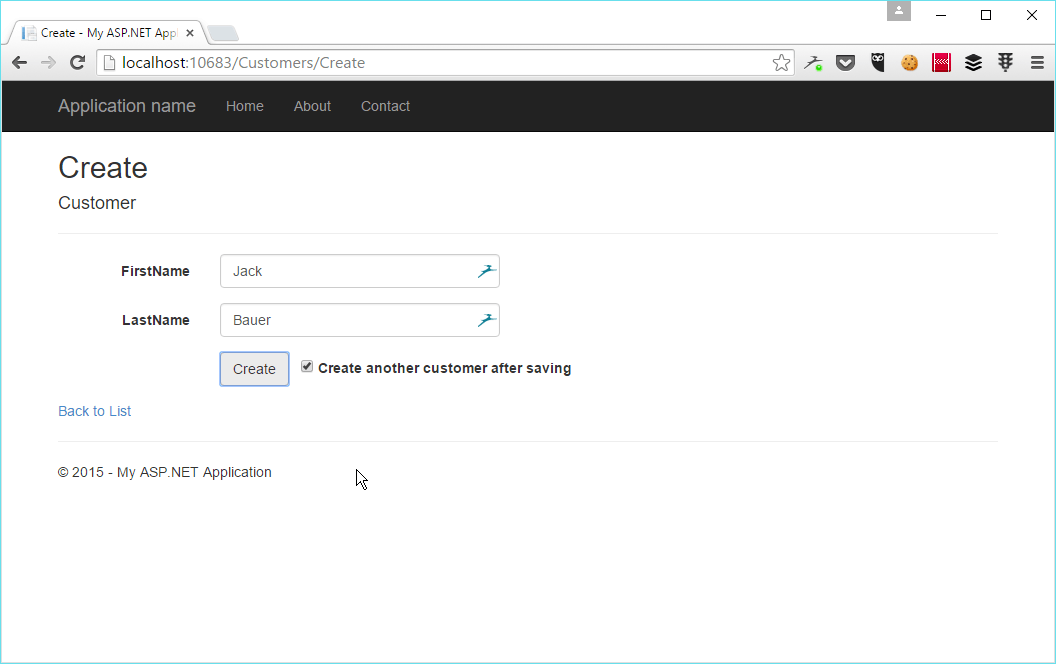 Create - My ASP.NET App
localhost:10683/Customers/Create
Application name Home About Contact
Create
Customer
FirstName Jack
LastName Bauer
Create Create another customer after saving
Back to List
© 2015 - My ASP.NET Application